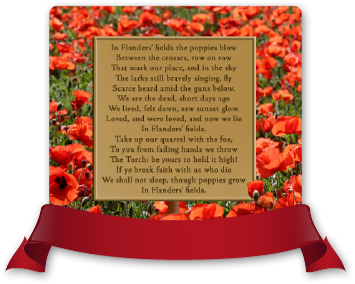 In Flanders' fields the poppies blow
Between the crosses, row on row
That mark our place, and in the sky
The larks still bravely singing, fly
Scarce heard amid the guns below.
We are the dead, short days ago
We lived, felt dawn, saw sunset glow.
Loved, and were loved, and now we lie
In Flanders' fields.
Take up our quarrel with the foe,
To you from failing hands we throw
The Torch: be yours to hold it high!
If ye break faith with us who die
We shall not sleep, though poppies grow
In Flanders' fields.